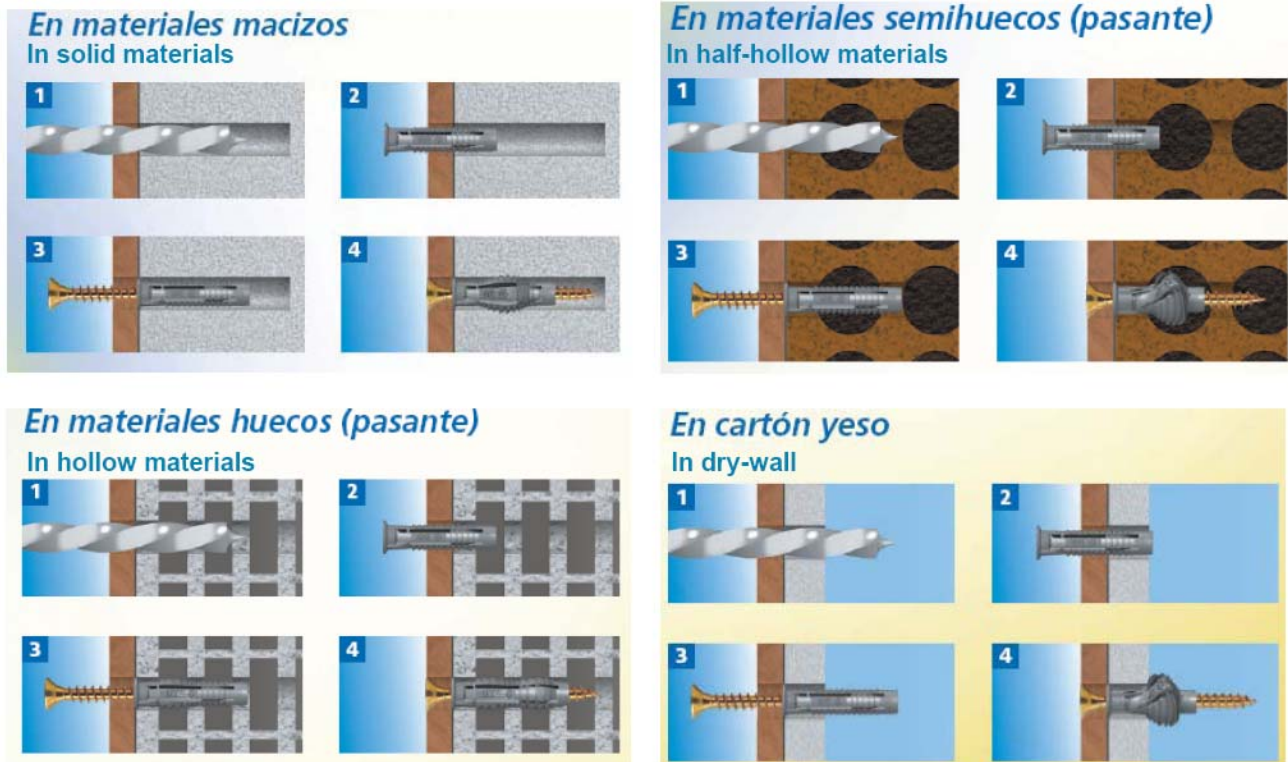 En materiales macizos
In solid materials
1
2
3
4
En materiales semihuecos (pasante)
In half-hollow materials
1
2
3
4
En materiales huecos (pasante)
In hollow materials
1
2
3
4
En cartón yeso
In dry-wall
1
2
3
4